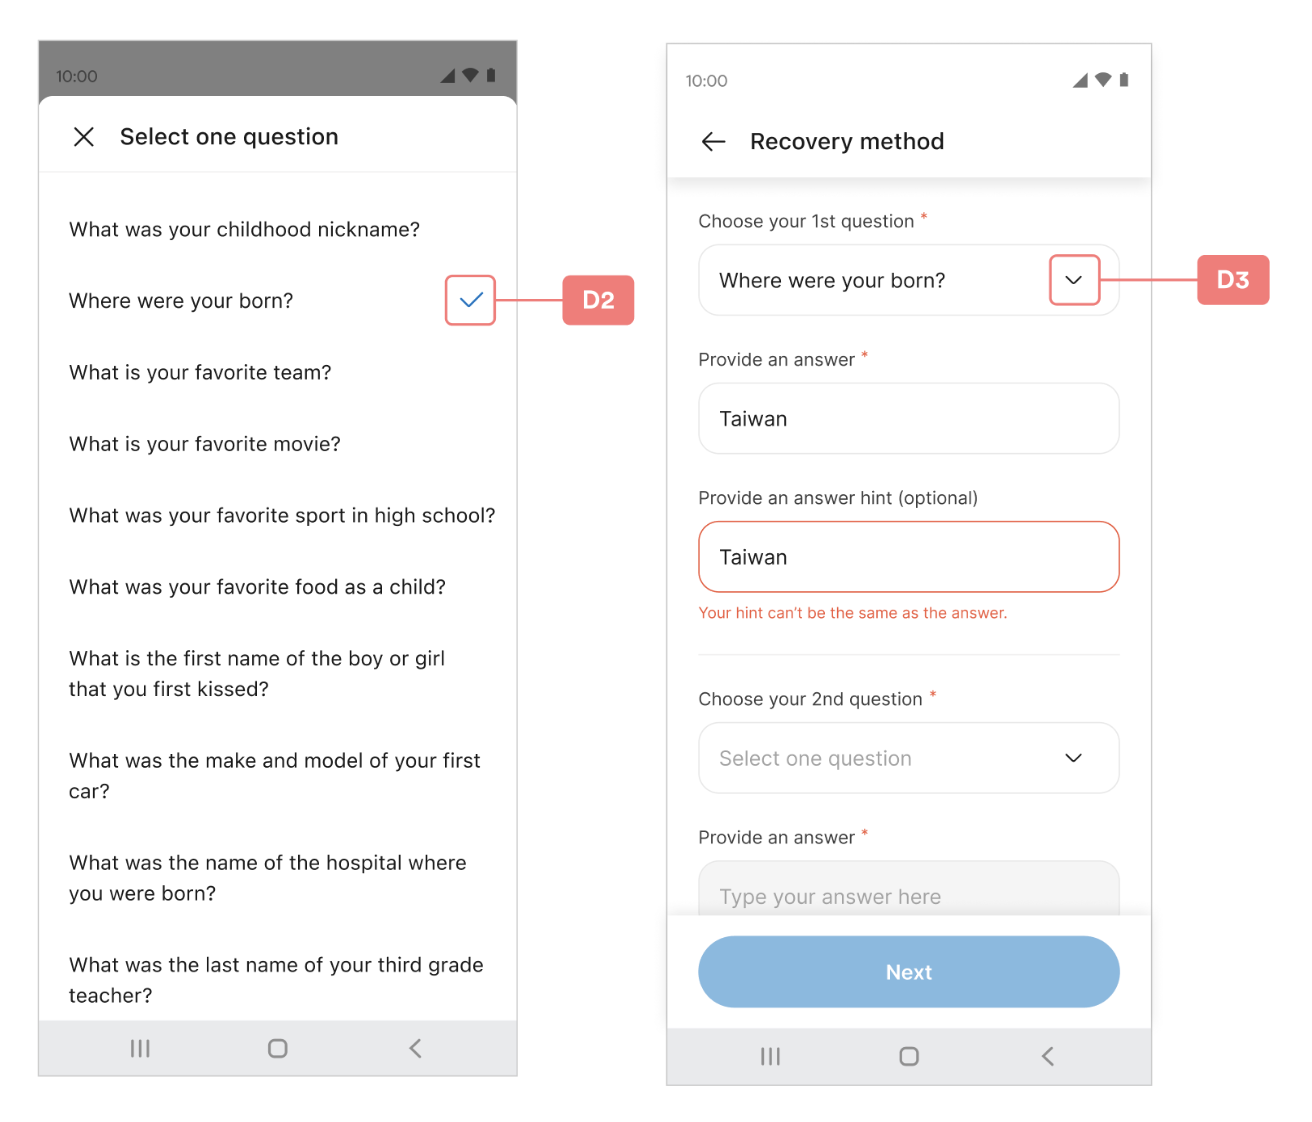 10:00
Select one question
What was your childhood nickname?
Where were your born?
D2
What is your favorite team?
What is your favorite movie?
What was your favorite sport in high school?
What was your favorite food as a child?
What is the first name of the boy or girl
that you first kissed?
What was the make and model of your first
car?
What was the name of the hospital where
you were born?
What was the last name of your third grade
teacher?
10:00
Recovery method
Choose your 1st question *
Where were your born?
D3
Provide an answer *
Taiwan
Provide an answer hint (optional)
Taiwan
Your hint can't be the same as the answer.
Choose your 2nd question *
Select one question
Provide an answer *
Type your answer here
Next